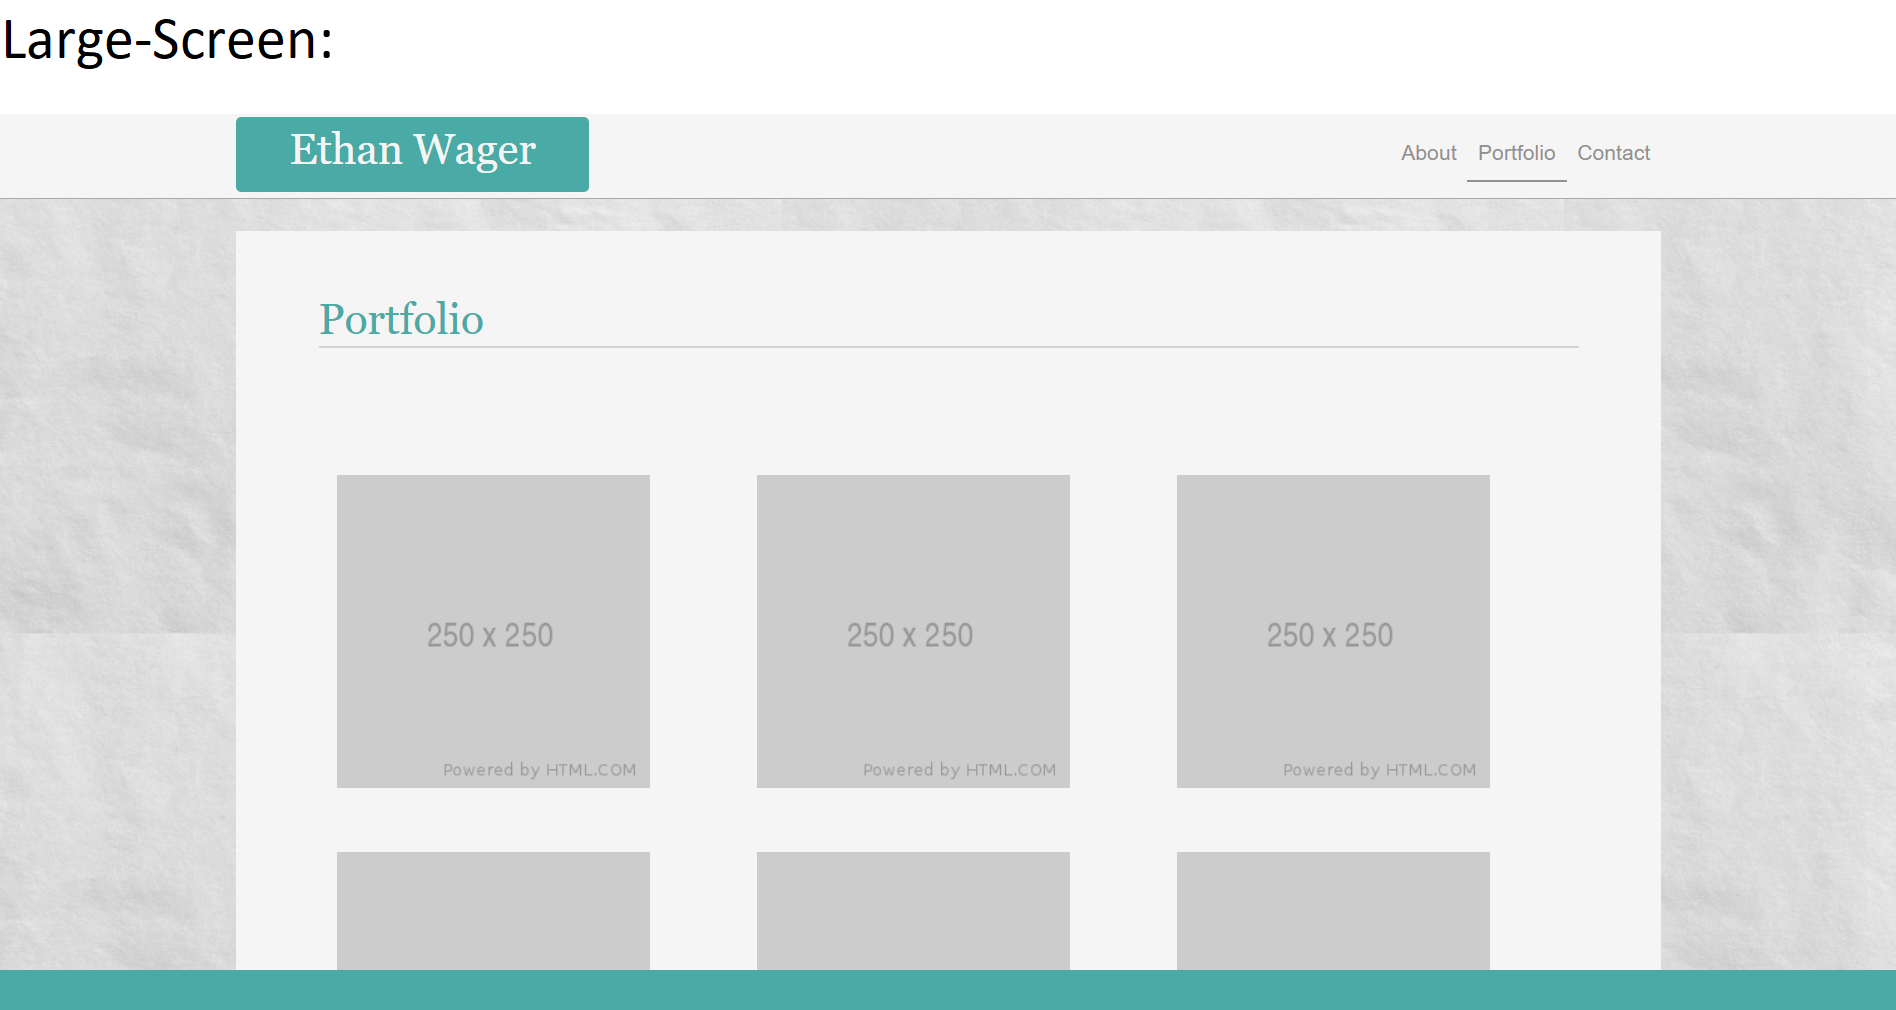 Large-Screen:
Ethan Wager
About Portfolio Contact
Portfolio
250 x 250 250 x 250 250 x 250
Powered by HTML.COM Powered by HTML.COM Powered by HTML.COM